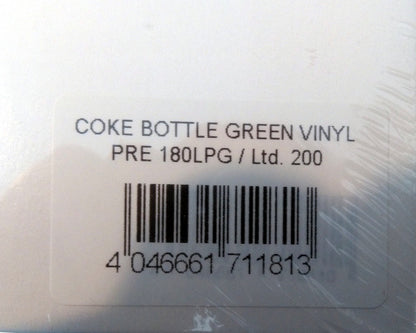 COKE BOTTLE GREEN VINYL
PRE 180LPG / Ltd. 200
4 046661 711813